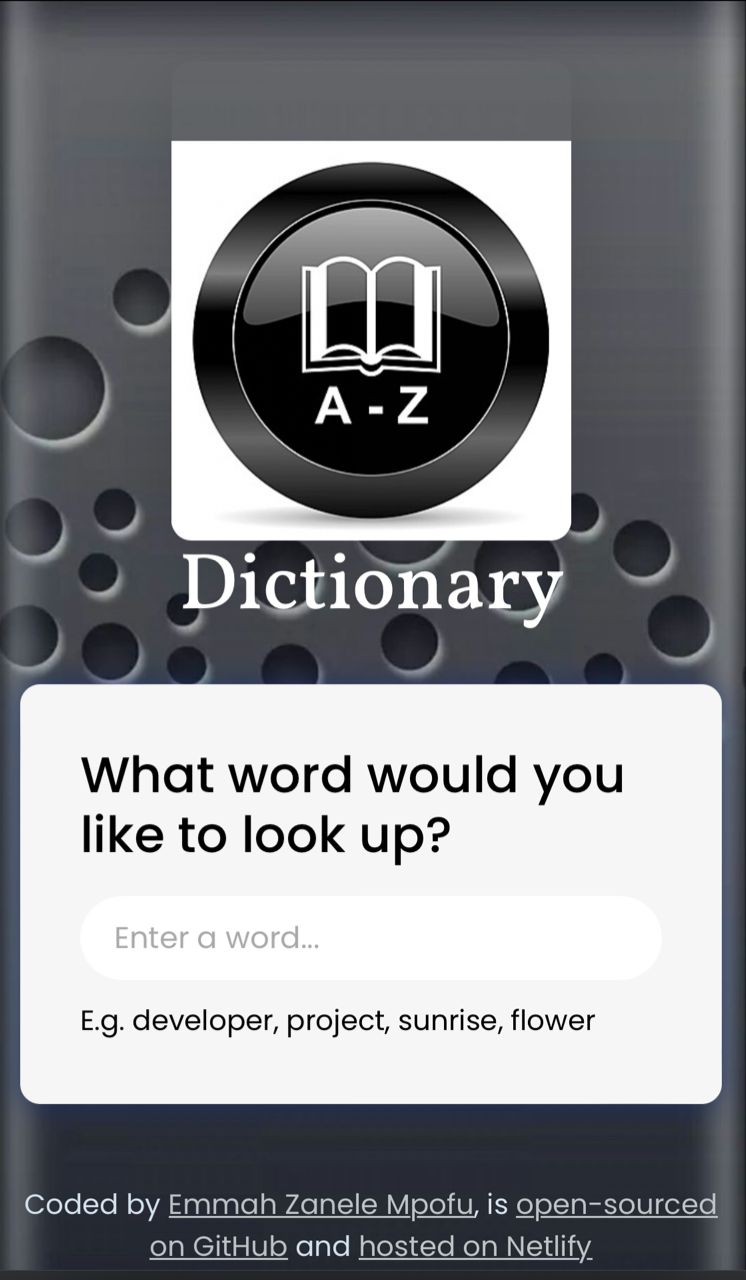 A - Z
Dictionary
What word would you
like to look up?
Enter a word...
E.g. developer, project, sunrise, flower
Coded by Emmah Zanele Mpofu, is open-sourced
on GitHub and hosted on Netlify